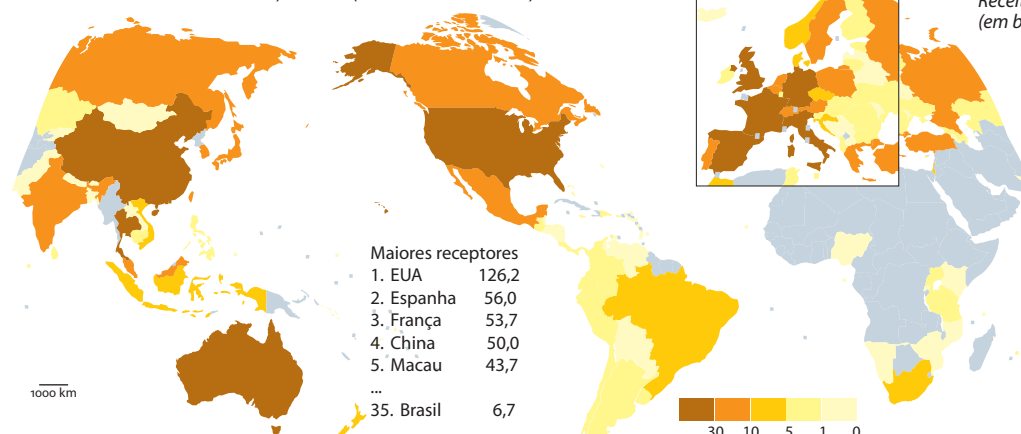 Maiores receptores
1. EUA 126,2
2. Espanha 56,0
3. França 53,7
4. China 50,0
5. Macau 43,7
...
35. Brasil 6,7
1000 km
30 10 5 1 0
(em b